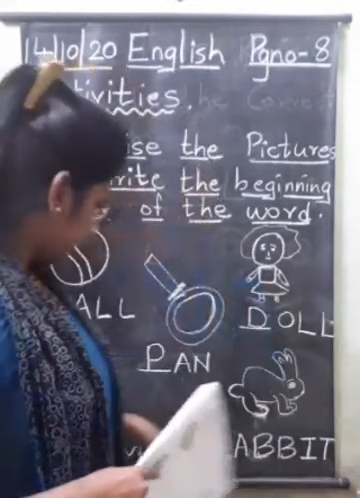 14/10/20 English Pgno-8
tivities.
ise the Pictures
rite the beginning
of the word.
ALL
DOLL
PAN
ABBIT